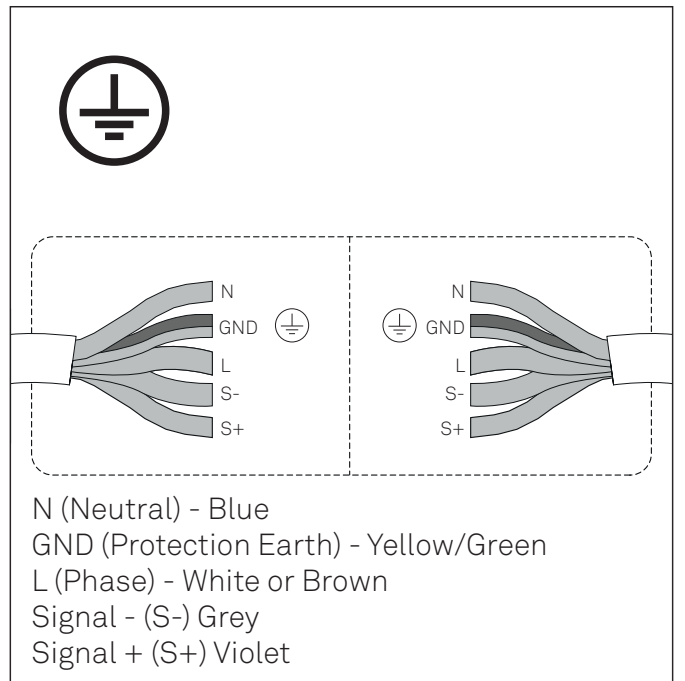 N N
GND GND
L L
S- S-
S+ S+
N (Neutral) - Blue
GND (Protection Earth) - Yellow/Green
L (Phase) - White or Brown
Signal - (S-) Grey
Signal + (S+) Violet